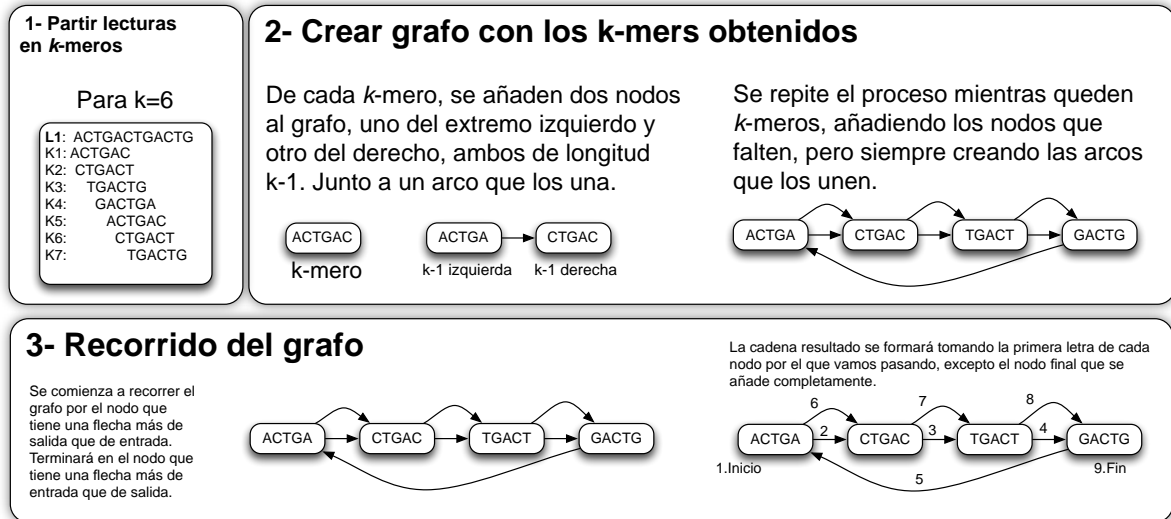 1- Partir lecturas
en k-meros
Para k=6
L1: ACTGACTGACTG
K1: ACTGAC
K2: CTGACT
K3: TGACTG
K4: GACTGA
K5: ACTGAC
K6: CTGACT
K7: TGACTG
2- Crear grafo con los k-mers obtenidos
De cada k-mero, se añaden dos nodos
al grafo, uno del extremo izquierdo y
otro del derecho, ambos de longitud
k-1. Junto a un arco que los una.
ACTGAC
k-mero
ACTGA
CTGAC
k-1 izquierda
k-1 derecha
Se repite el proceso mientras queden
k-meros, añadiendo los nodos que
falten, pero siempre creando las arcos
que los unen.
ACTGA
CTGAC
TGACT
GACTG
3- Recorrido del grafo
Se comienza a recorrer el
grafo por el nodo que
tiene una flecha más de
salida que de entrada.
Terminará en el nodo que
tiene una flecha más de
entrada que de salida.
ACTGA
CTGAC
TGACT
GACTG
La cadena resultado se formará tomando la primera letra de cada
nodo por el que vamos pasando, excepto el nodo final que se
añade completamente.
6
7
8
ACTGA
2
CTGAC
3
TGACT
4
GACTG
1.Inicio
5
9.Fin